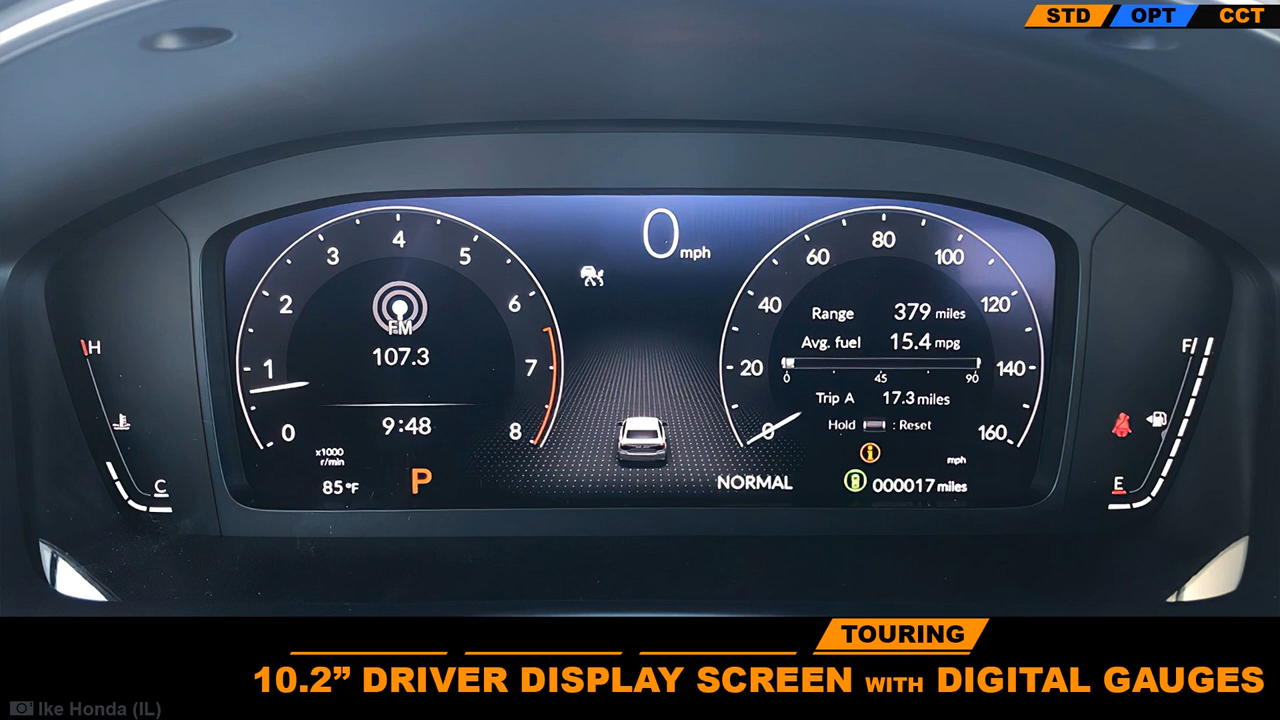 STD OPT CCT
0 mph
0 1 2 3 4 5 6 7 8
x1000
r/min
FM
107.3
9:48
85°F
P
H
C
0 20 40 60 80 100 120 140 160
Range 379 miles
Avg. fuel 15.4 mpg
0 45 90
Trip A 17.3 miles
Hold : Reset
mph
NORMAL
000017 miles
F
E
TOURING
10.2” DRIVER DISPLAY SCREEN WITH DIGITAL GAUGES
Ike Honda (IL)